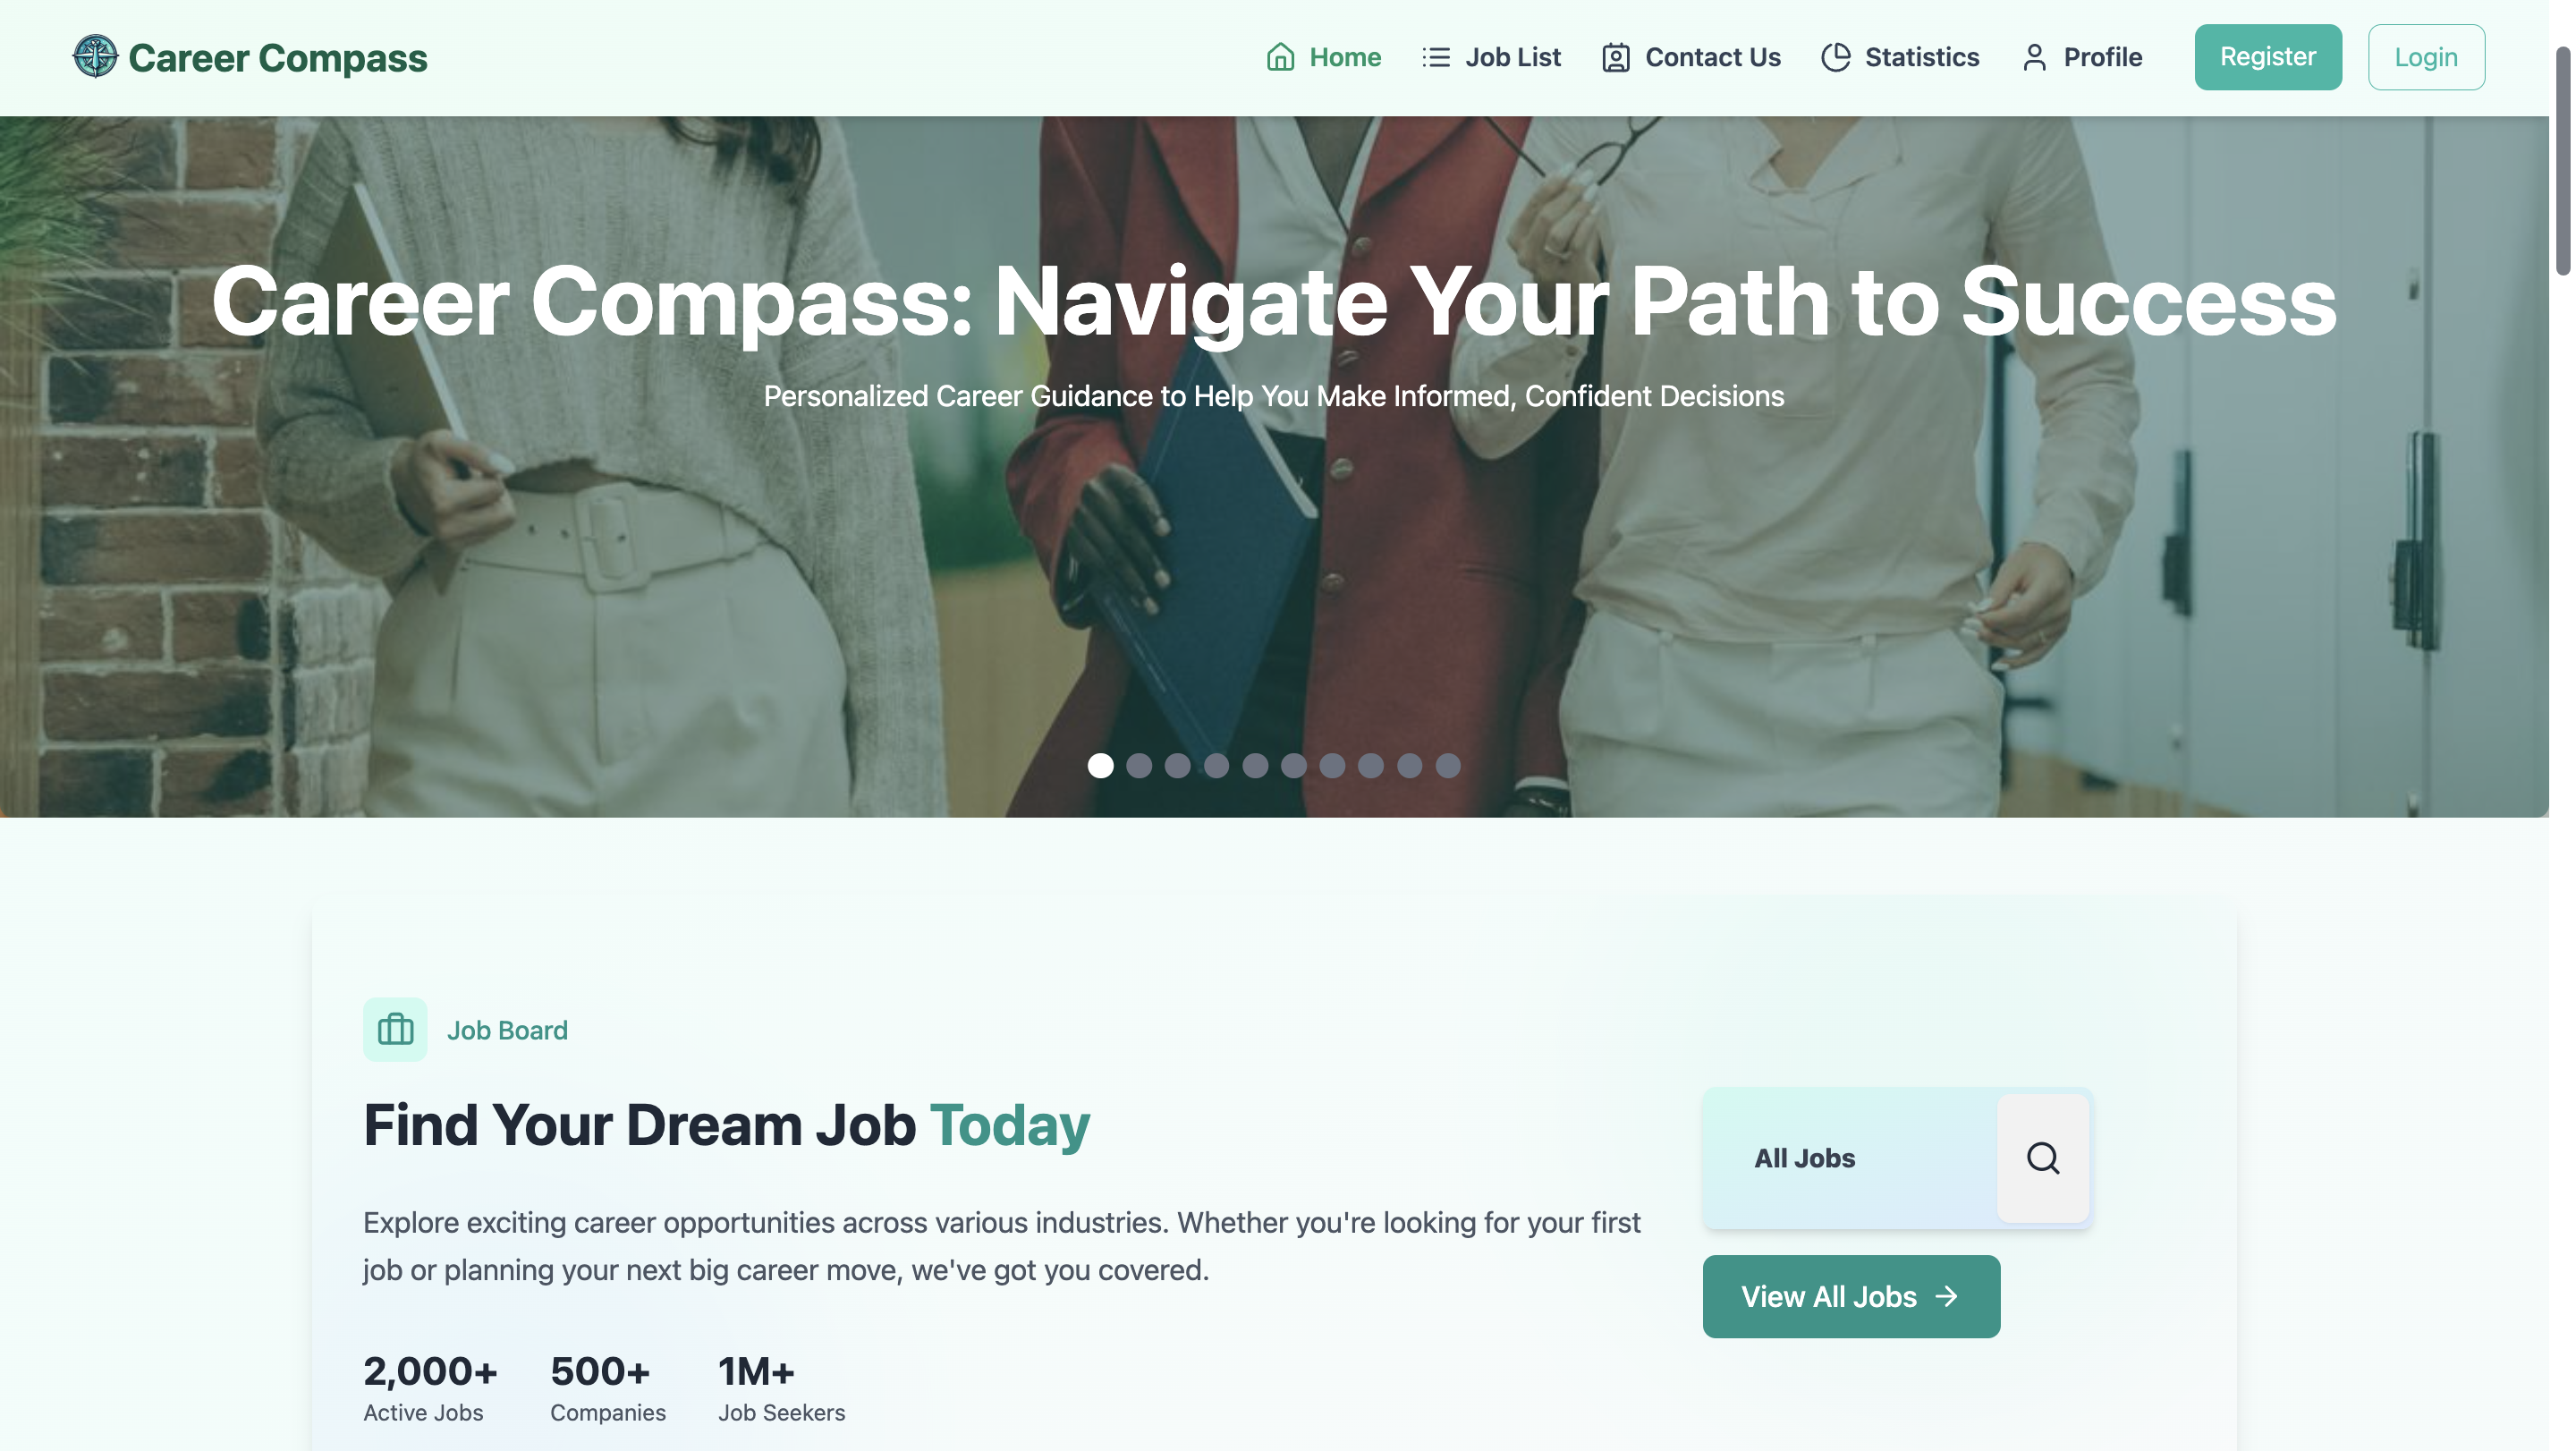 Career Compass
Home
Job List
Contact Us
Statistics
Profile
Register
Login
Career Compass: Navigate Your Path to Success
Personalized Career Guidance to Help You Make Informed, Confident Decisions
Job Board
Find Your Dream Job Today
Explore exciting career opportunities across various industries. Whether you're looking for your first
job or planning your next big career move, we've got you covered.
2,000+
Active Jobs
500+
Companies
1M+
Job Seekers
All Jobs
View All Jobs